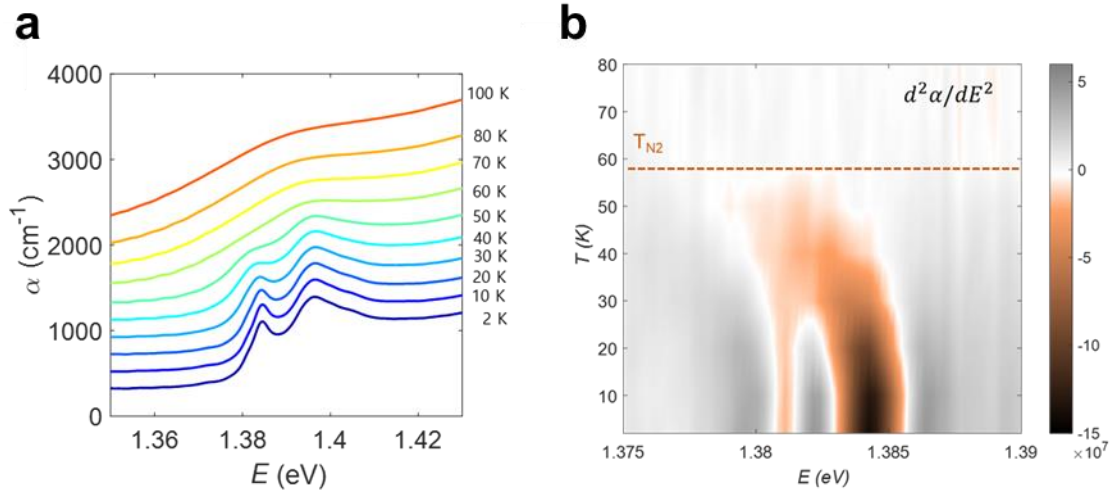 a
b
4000
3000
2000
1000
0
α (cm⁻¹)
1.36
1.38
1.4
1.42
E (eV)
100 K
80 K
70 K
60 K
50 K
40 K
30 K
20 K
10 K
2 K
80
70
60
50
40
30
20
10
T (K)
d²α/dE²
T_N2
1.375
1.38
1.385
1.39
E (eV)
5
0
-5
-10
-15
×10⁷